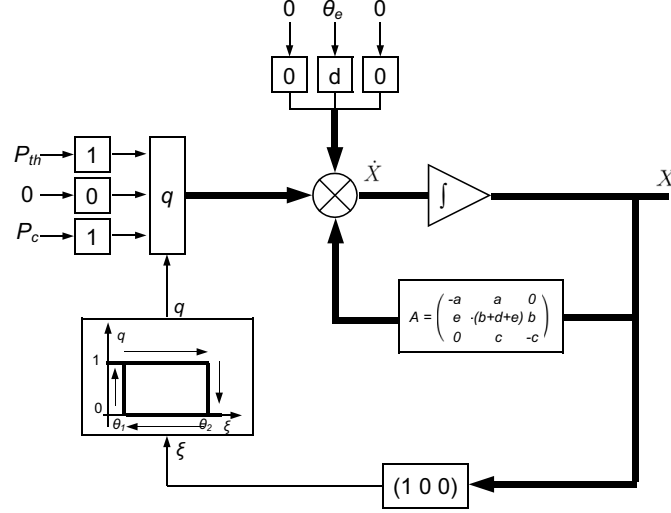 0 θe 0
0 d 0
Pth 1
0 0
Pc 1
q
Ẋ
∫
X
A = ( -a a 0
e -(b+d+e) b
0 c -c )
q
q
1
0
θ1 θ2 ξ
ξ
(1 0 0)